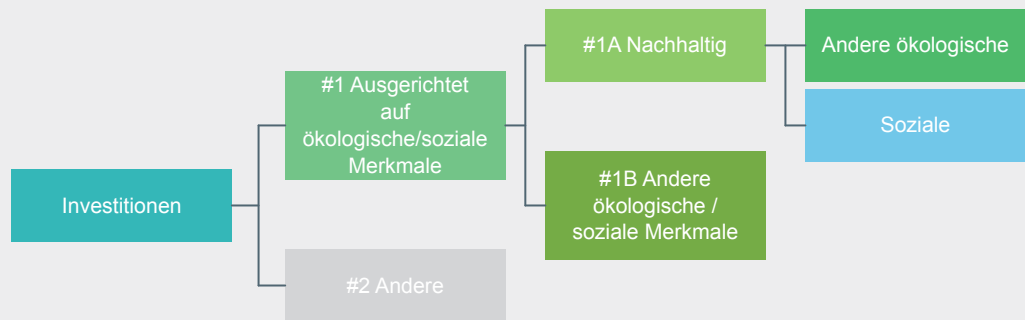 Investitionen
#1 Ausgerichtet
auf
ökologische/soziale
Merkmale
#2 Andere
#1A Nachhaltig
#1B Andere
ökologische /
soziale Merkmale
Andere ökologische
Soziale